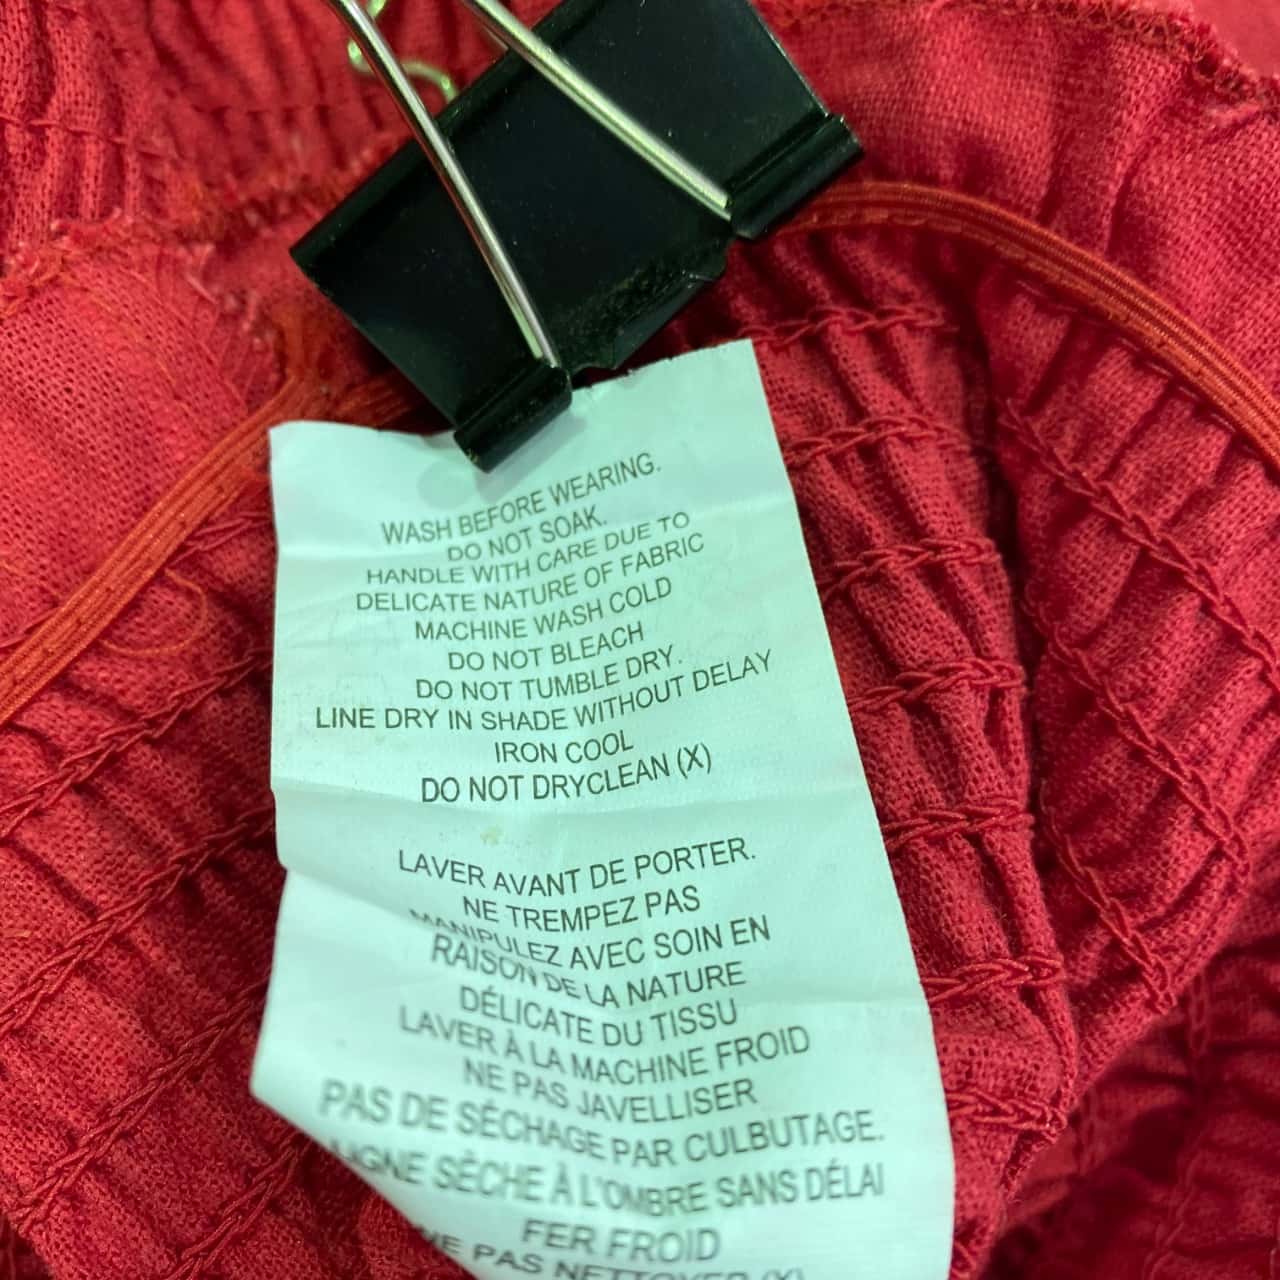 WASH BEFORE WEARING.
DO NOT SOAK.
HANDLE WITH CARE DUE TO
DELICATE NATURE OF FABRIC
MACHINE WASH COLD
DO NOT BLEACH
DO NOT TUMBLE DRY.
LINE DRY IN SHADE WITHOUT DELAY
IRON COOL
DO NOT DRYCLEAN (X)
LAVER AVANT DE PORTER.
NE TREMPEZ PAS
MANIPULEZ AVEC SOIN EN
RAISON DE LA NATURE
DÉLICATE DU TISSU
LAVER À LA MACHINE FROID
NE PAS JAVELLISER
PAS DE SÉCHAGE PAR CULBUTAGE.
LIGNE SÈCHE À L'OMBRE SANS DÉLAI
FER FROID
NE PAS NETTOYER (X)